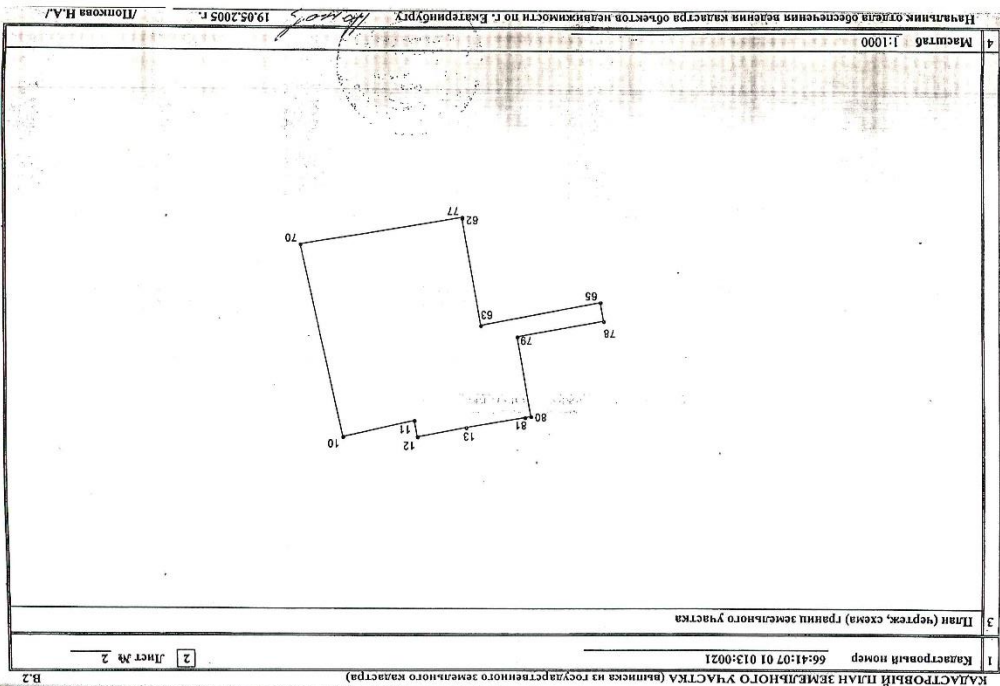 КАДАСТРОВЫЙ ПЛАН ЗЕМЕЛЬНОГО УЧАСТКА (выписка из государственного земельного кадастра) В.2
1 Кадастровый номер 66:41:07 01 013:0021 2 Лист № 2
3 План (чертеж, схема) границ земельного участка
80 81 13 12 11 10
79
78
65 63
62
77 70
4 Масштаб 1:1000
Начальник отдела обеспечения ведения кадастра объектов недвижимости по г. Екатеринбургу 19.05.2005 г. /Попкова Н.А./